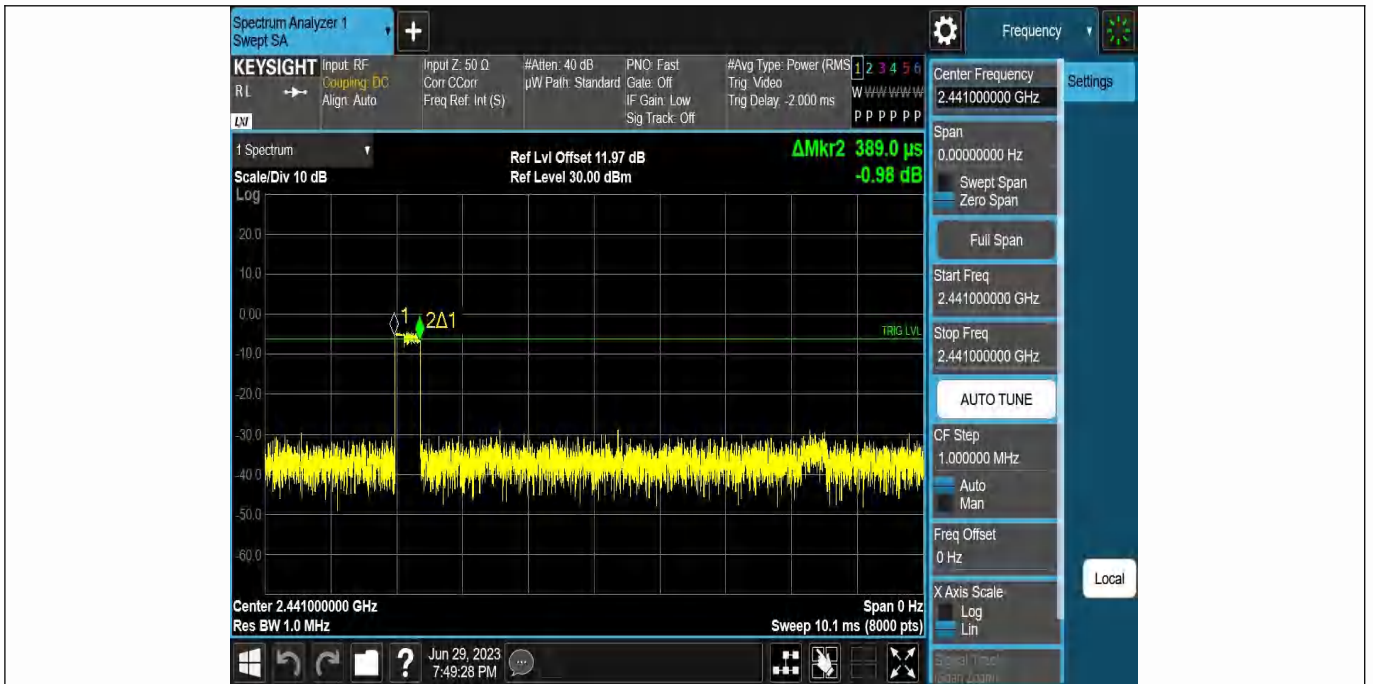 Spectrum Analyzer 1
Swept SA
+
Frequency
KEYSIGHT
RL
LXI
Input: RF
Coupling: DC
Align: Auto
Input Z: 50 Ω
Corr CCorr
Freq Ref: Int (S)
#Atten: 40 dB
µW Path: Standard
PNO: Fast
Gate: Off
IF Gain: Low
Sig Track: Off
#Avg Type: Power (RMS
Trig: Video
Trig Delay: -2.000 ms
1 2 3 4 5 6
W W W W W W
P P P P P P
Center Frequency
2.441000000 GHz
Settings
1 Spectrum
Scale/Div 10 dB
Ref Lvl Offset 11.97 dB
Ref Level 30.00 dBm
ΔMkr2 389.0 µs
-0.98 dB
Span
0.00000000 Hz
Swept Span
Zero Span
Full Span
Log
20.0
10.0
0.00
-10.0
-20.0
-30.0
-40.0
-50.0
-60.0
1
2Δ1
TRIG LVL
Start Freq
2.441000000 GHz
Stop Freq
2.441000000 GHz
AUTO TUNE
CF Step
1.000000 MHz
Auto
Man
Freq Offset
0 Hz
X Axis Scale
Log
Lin
Local
Center 2.441000000 GHz
Span 0 Hz
Res BW 1.0 MHz
Sweep 10.1 ms (8000 pts)
?
Jun 29, 2023
7:49:28 PM